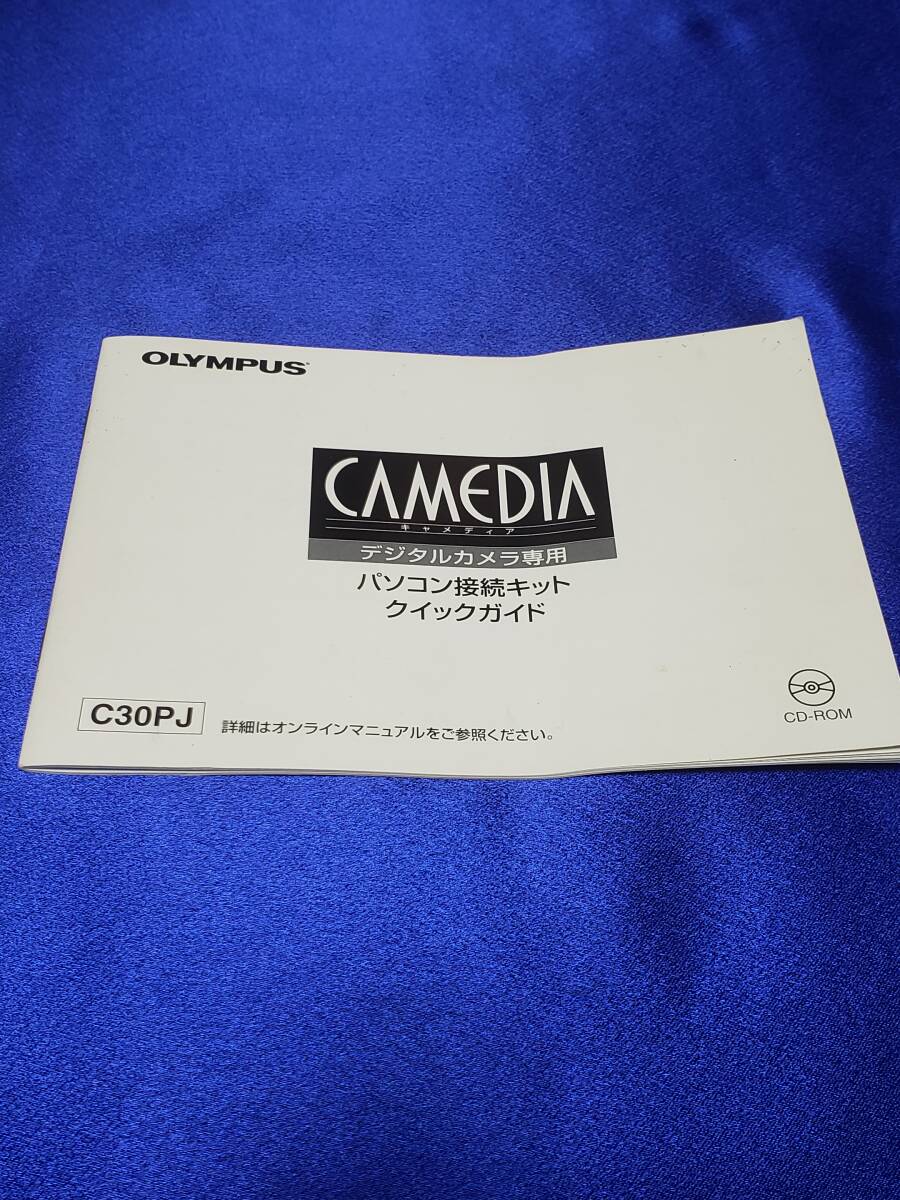 OLYMPUS®
CAMEDIA
キャメディア
デジタルカメラ専用
パソコン接続キット
クイックガイド
C30PJ 詳細はオンラインマニュアルをご参照ください。
CD-ROM